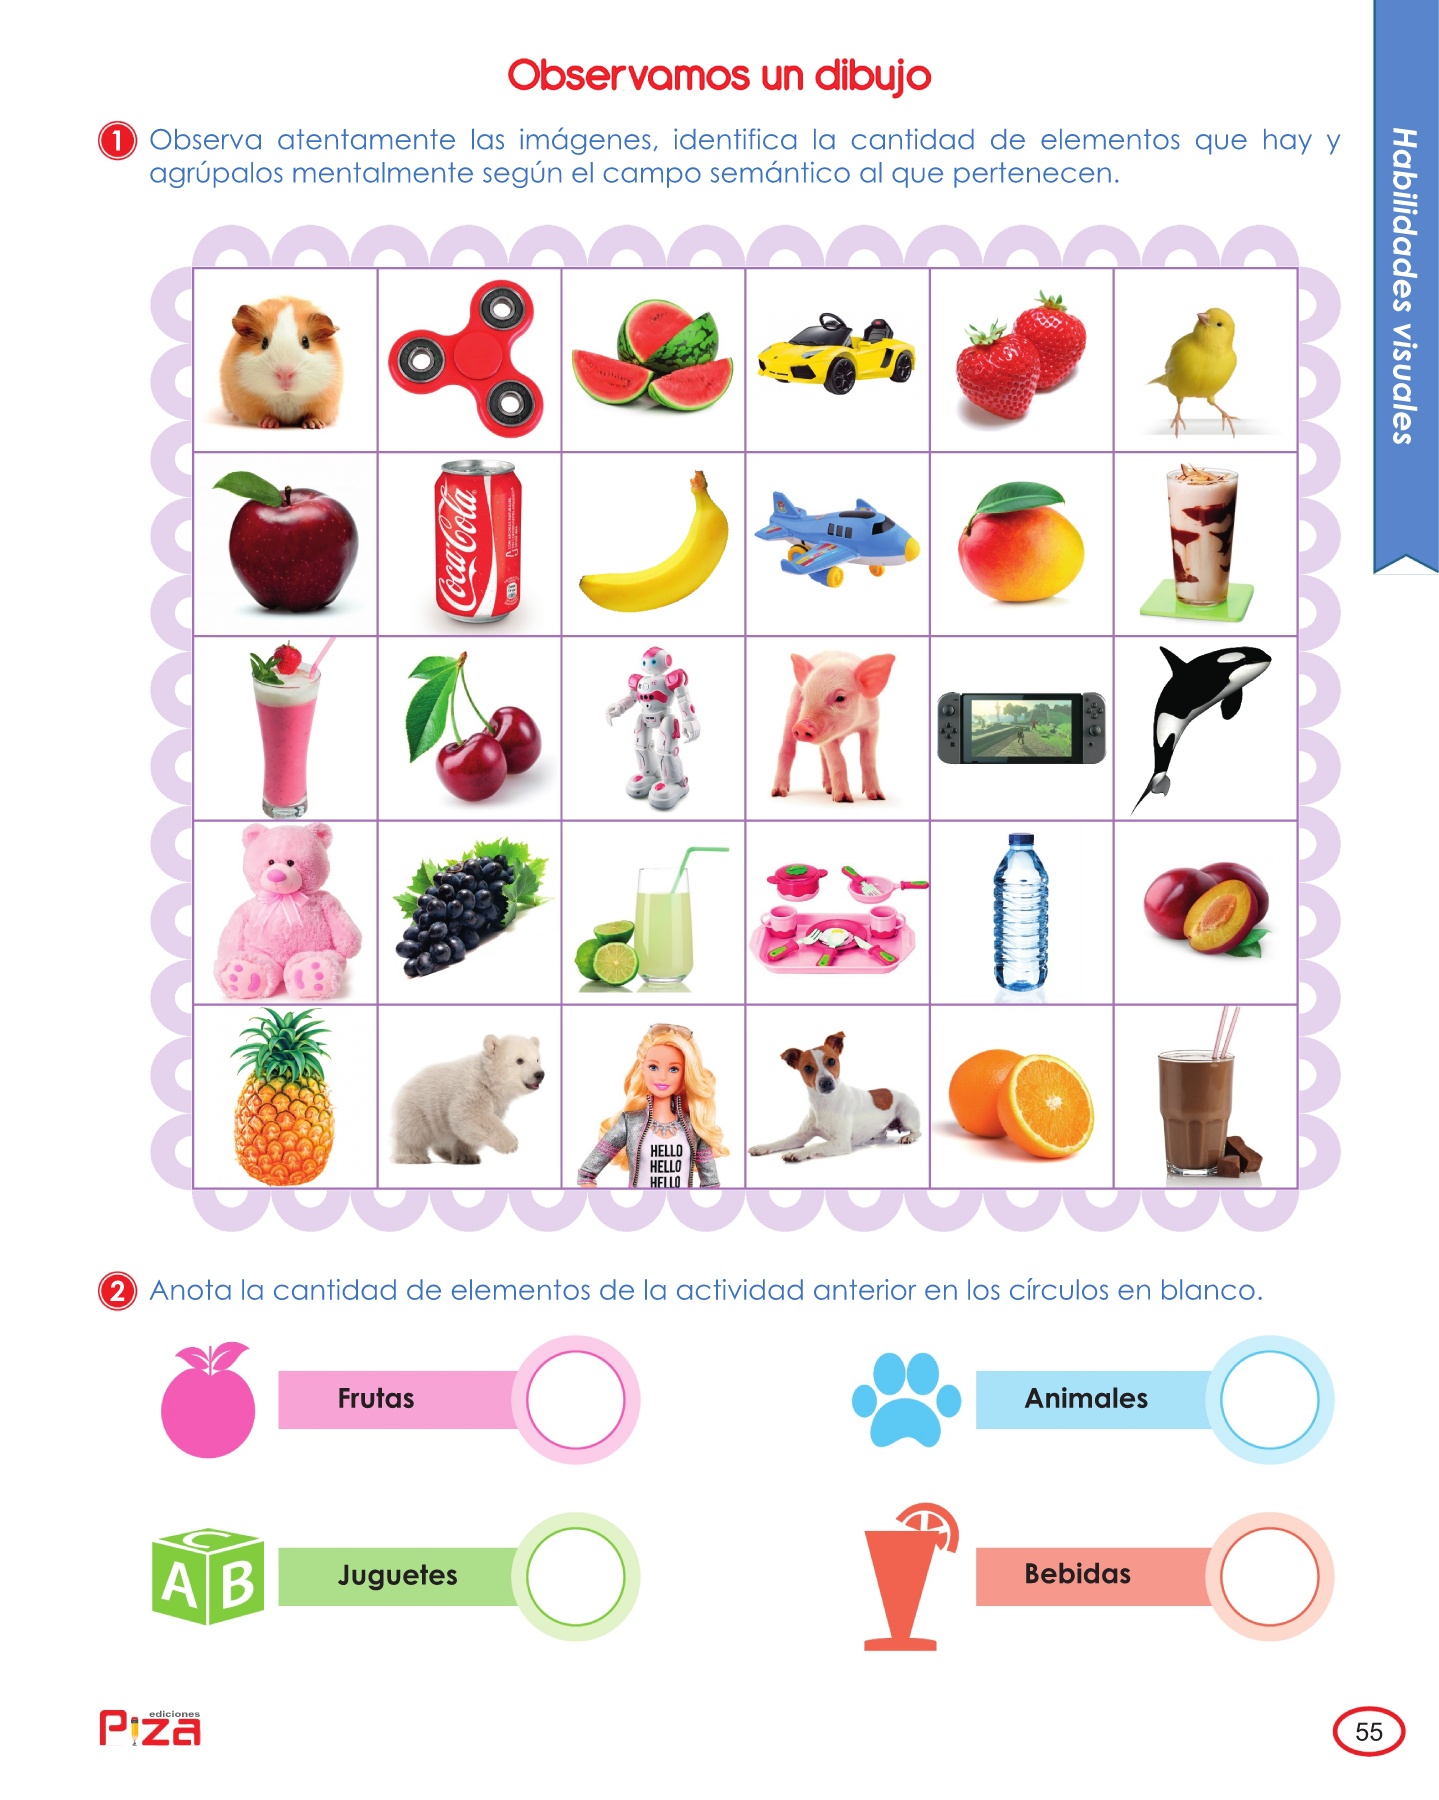 Observamos un dibujo
1 Observa atentamente las imágenes, identifica la cantidad de elementos que hay y
agrúpalos mentalmente según el campo semántico al que pertenecen.
Habilidades visuales
Coca-Cola
HELLO
HELLO
HELLO
2 Anota la cantidad de elementos de la actividad anterior en los círculos en blanco.
Frutas
Animales
A B C
Juguetes
Bebidas
ediciones
Piza
55